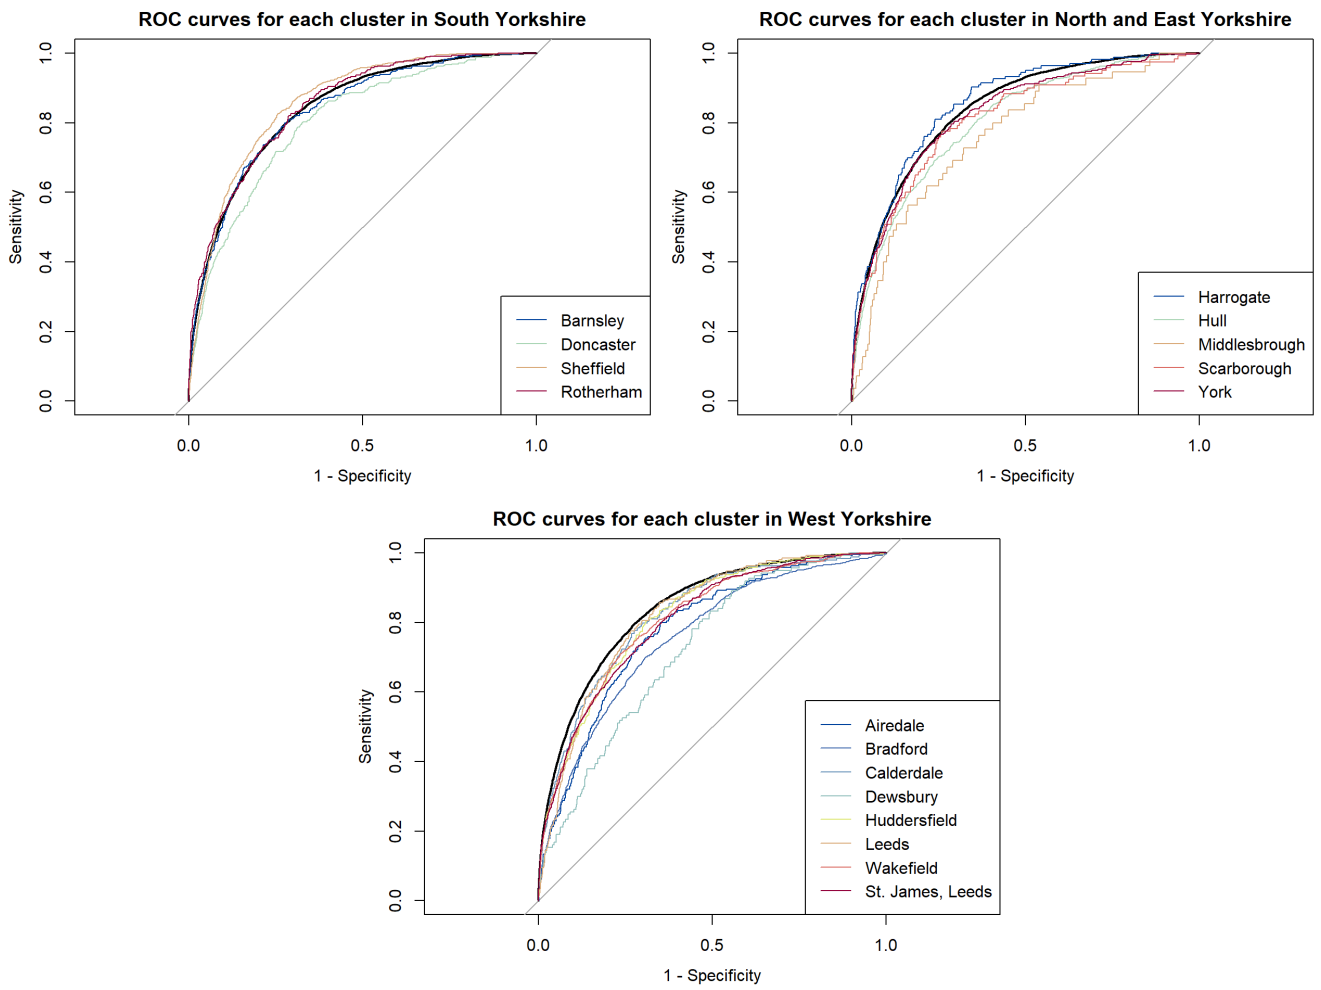 ROC curves for each cluster in South Yorkshire
Sensitivity
1.0
0.8
0.6
0.4
0.2
0.0
Barnsley
Doncaster
Sheffield
Rotherham
0.0 0.5 1.0
1 - Specificity
ROC curves for each cluster in North and East Yorkshire
Sensitivity
1.0
0.8
0.6
0.4
0.2
0.0
Harrogate
Hull
Middlesbrough
Scarborough
York
0.0 0.5 1.0
1 - Specificity
ROC curves for each cluster in West Yorkshire
Sensitivity
1.0
0.8
0.6
0.4
0.2
0.0
Airedale
Bradford
Calderdale
Dewsbury
Huddersfield
Leeds
Wakefield
St. James, Leeds
0.0 0.5 1.0
1 - Specificity